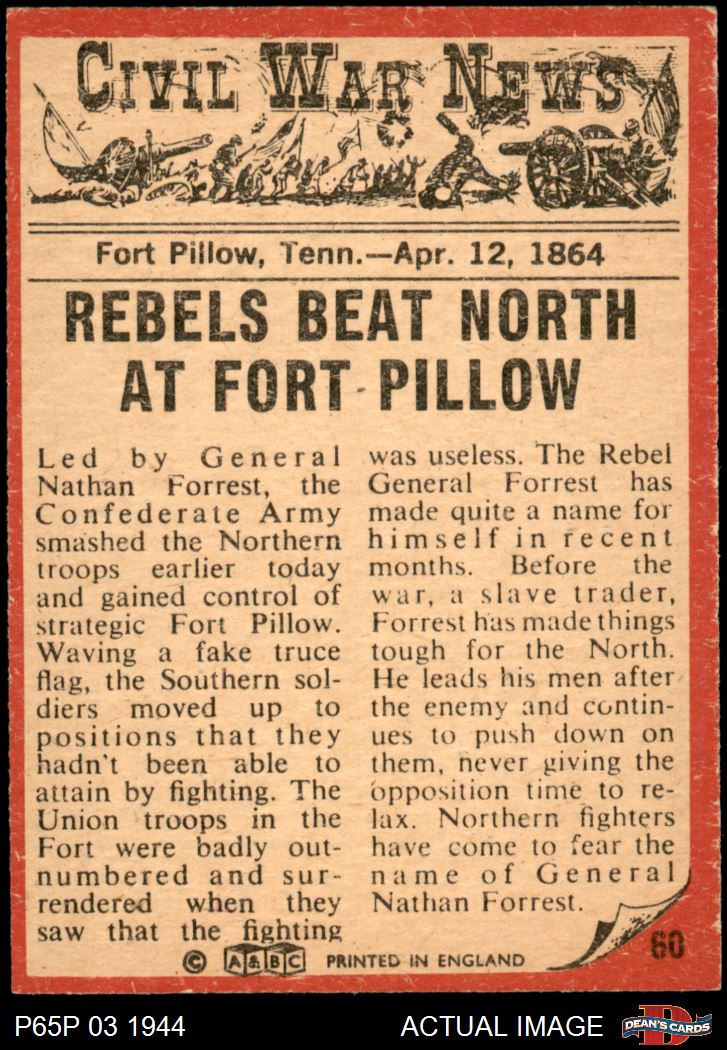 CIVIL WAR NEWS
Fort Pillow, Tenn.—Apr. 12, 1864
REBELS BEAT NORTH
AT FORT PILLOW
Led by General
Nathan Forrest, the
Confederate Army
smashed the Northern
troops earlier today
and gained control of
strategic Fort Pillow.
Waving a fake truce
flag, the Southern sol-
diers moved up to
positions that they
hadn't been able to
attain by fighting. The
Union troops in the
Fort were badly out-
numbered and sur-
rendered when they
saw that the fighting
was useless. The Rebel
General Forrest has
made quite a name for
himself in recent
months. Before the
war, a slave trader,
Forrest has made things
tough for the North.
He leads his men after
the enemy and contin-
ues to push down on
them, never giving the
opposition time to re-
lax. Northern fighters
have come to fear the
name of General
Nathan Forrest.
© A&BC PRINTED IN ENGLAND
60
P65P 03 1944 ACTUAL IMAGE
D
DEAN'S CARDS